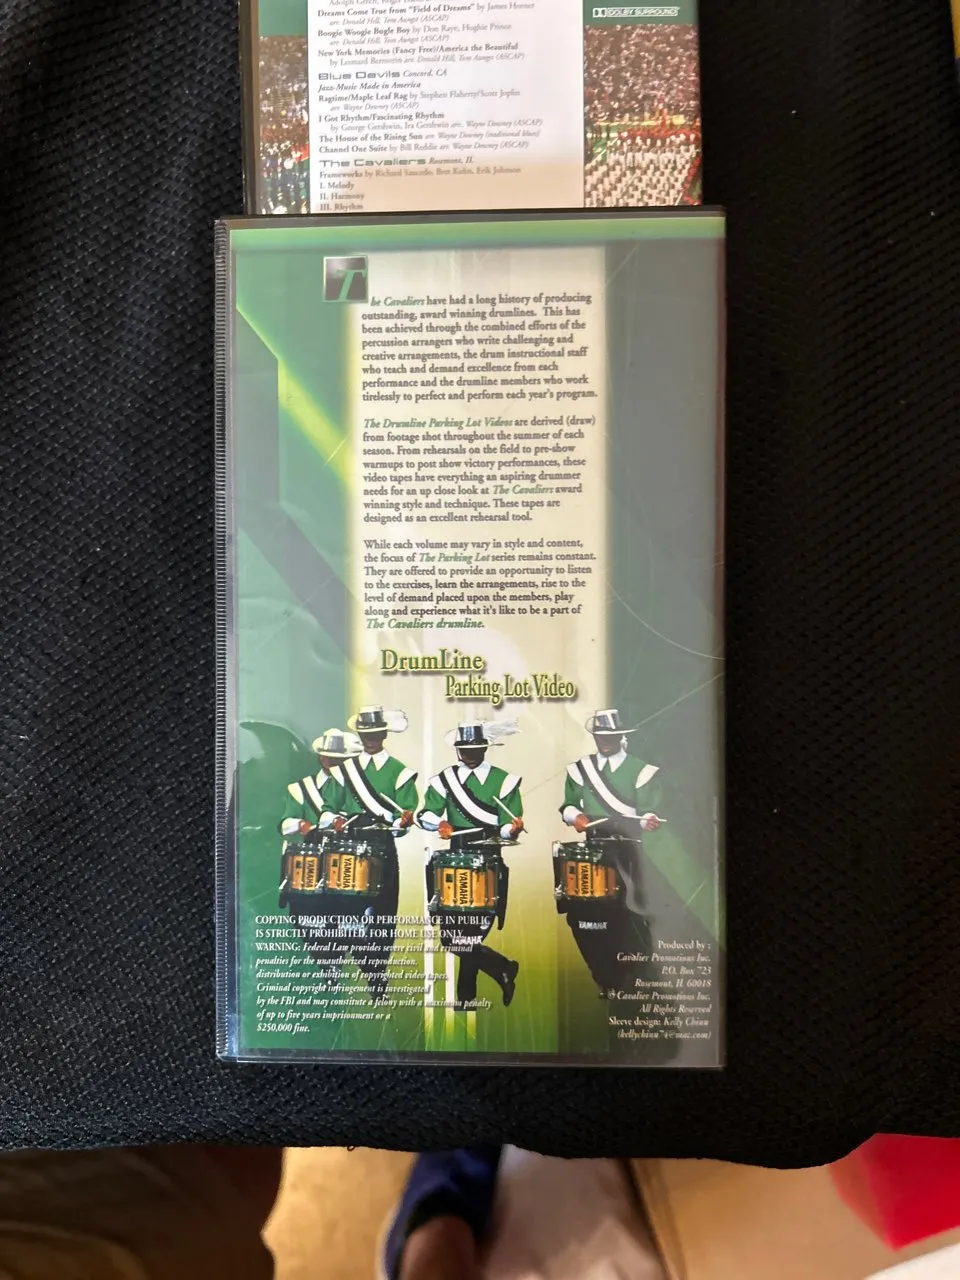 Dreams Come True from "Field of Dreams" by James Horner
arr. Donald Hill, Tom Aungst (ASCAP)
Boogie Woogie Bugle Boy by Don Raye, Hughie Prince
arr. Donald Hill, Tom Aungst (ASCAP)
New York Memories (Fancy Free)/America the Beautiful
by Leonard Bernstein arr. Donald Hill, Tom Aungst (ASCAP)
Blue Devils Concord, CA
Jazz-Music Made in America
Ragtime/Maple Leaf Rag by Stephen Flaherty/Scott Joplin
arr. Wayne Downey (ASCAP)
I Got Rhythm/Fascinating Rhythm
by George Gershwin, Ira Gershwin arr. Wayne Downey (ASCAP)
The House of the Rising Sun arr. Wayne Downey (traditional blues)
Channel One Suite by Bill Reddie arr. Wayne Downey (ASCAP)
The Cavaliers Rosemont, IL
Frameworks by Richard Saucedo, Bret Kuhn, Erik Johnson
I. Melody
II. Harmony
III. Rhythm
DOLBY SURROUND
The Cavaliers have had a long history of producing
outstanding, award winning drumlines. This has
been achieved through the combined efforts of the
percussion arrangers who write challenging and
creative arrangements, the drum instructional staff
who teach and demand excellence from each
performance and the drumline members who work
tirelessly to perfect and perform each year's program.
The Drumline Parking Lot Videos are derived (draw)
from footage shot throughout the summer of each
season. From rehearsals on the field to pre-show
warmups to post show victory performances, these
video tapes have everything an aspiring drummer
needs for an up close look at The Cavaliers award
winning style and technique. These tapes are
designed as an excellent rehearsal tool.
While each volume may vary in style and content,
the focus of The Parking Lot series remains constant.
They are offered to provide an opportunity to listen
to the exercises, learn the arrangements, rise to the
level of demand placed upon the members, play
along and experience what it's like to be a part of
The Cavaliers drumline.
DrumLine
Parking Lot Video
YAMAHA
YAMAHA
YAMAHA
YAMAHA
YAMAHA
YAMAHA
COPYING PRODUCTION OR PERFORMANCE IN PUBLIC
IS STRICTLY PROHIBITED. FOR HOME USE ONLY.
WARNING: Federal Law provides severe civil and criminal
penalties for the unauthorized reproduction,
distribution or exhibition of copyrighted video tapes.
Criminal copyright infringement is investigated
by the FBI and may constitute a felony with a maximum penalty
of up to five years imprisonment or a
$250,000 fine.
Produced by :
Cavalier Promotions Inc.
P.O. Box 723
Rosemont, IL 60018
Cavalier Promotions Inc.
All Rights Reserved
Sleeve design: Kelly Chinn